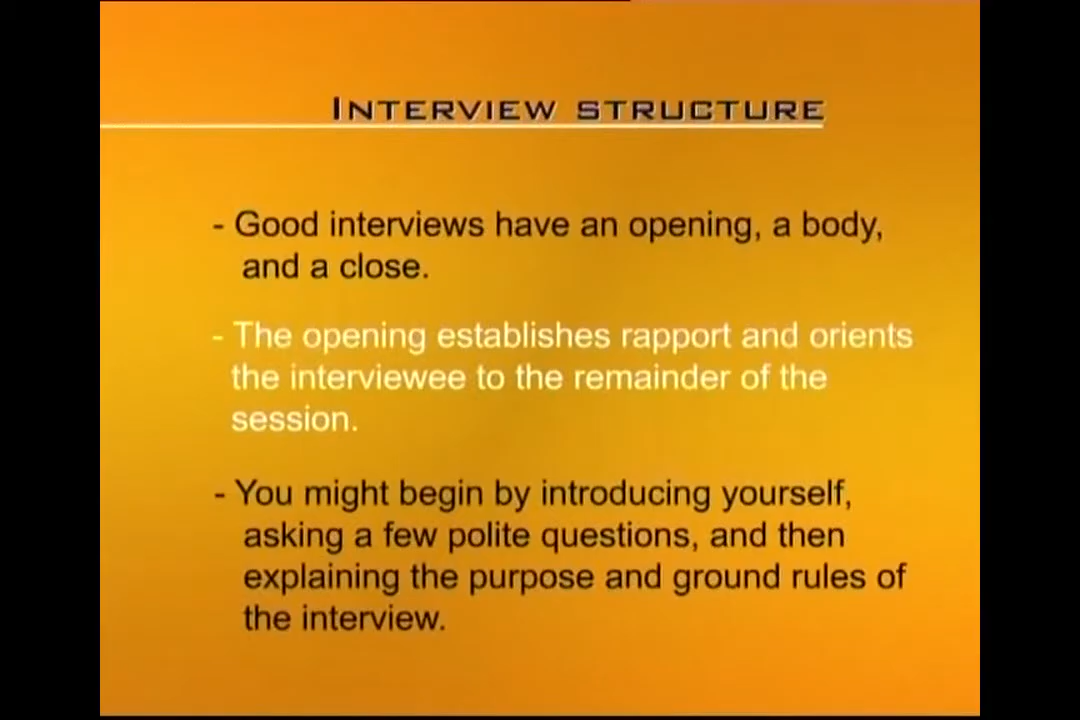 INTERVIEW STRUCTURE
- Good interviews have an opening, a body,
and a close.
- The opening establishes rapport and orients
the interviewee to the remainder of the
session.
- You might begin by introducing yourself,
asking a few polite questions, and then
explaining the purpose and ground rules of
the interview.